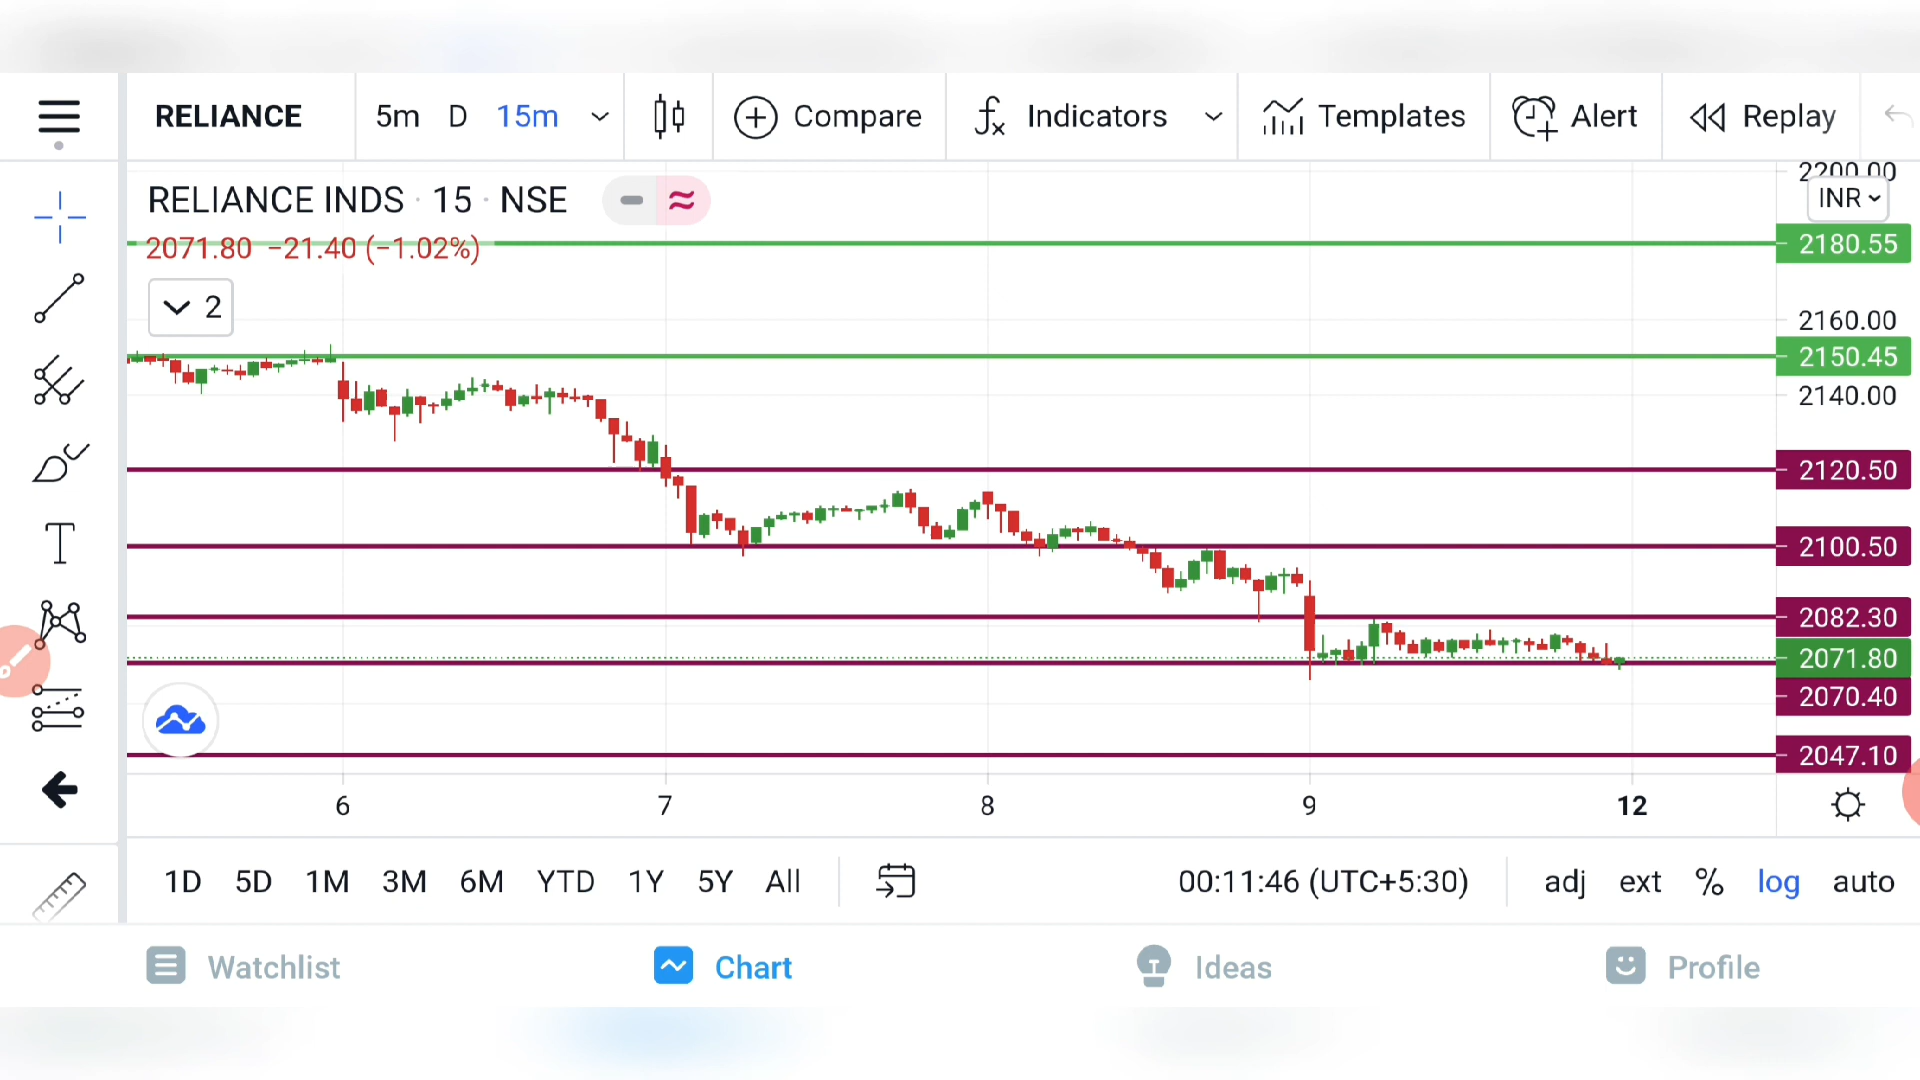 RELIANCE 5m D 15m Compare Indicators Templates Alert Replay
RELIANCE INDS · 15 · NSE
2071.80 −21.40 (−1.02%)
2
2200.00
INR
2180.55
2160.00
2150.45
2140.00
2120.50
2100.50
2082.30
2071.80
2070.40
2047.10
6 7 8 9 12
1D 5D 1M 3M 6M YTD 1Y 5Y All 00:11:46 (UTC+5:30) adj ext % log auto
Watchlist Chart Ideas Profile